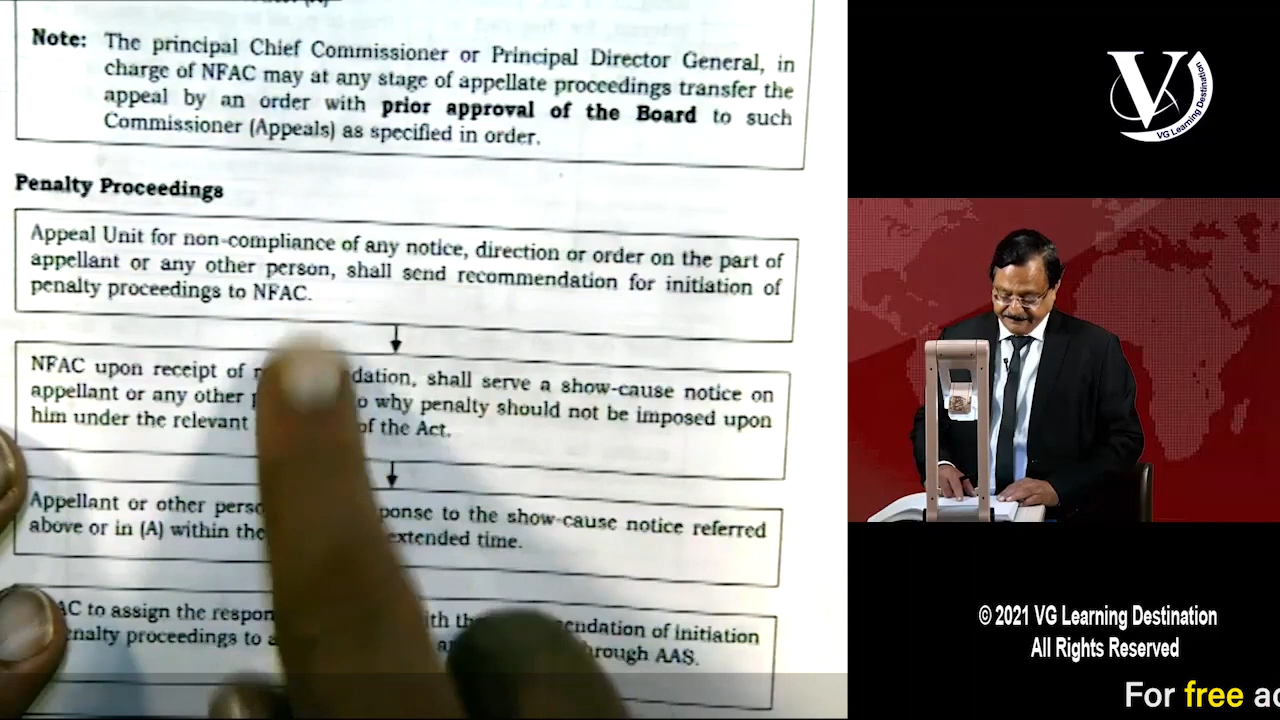 Note: The principal Chief Commissioner or Principal Director General, in
charge of NFAC may at any stage of appellate proceedings transfer the
appeal by an order with prior approval of the Board to such
Commissioner (Appeals) as specified in order.
Penalty Proceedings
Appeal Unit for non-compliance of any notice, direction or order on the part of
appellant or any other person, shall send recommendation for initiation of
penalty proceedings to NFAC.
NFAC upon receipt of dation, shall serve a show-cause notice on
appellant or any other why penalty should not be imposed upon
him under the relevant of the Act.
Appellant or other perso ponse to the show-cause notice referred
above or in (A) within the extended time.
AC to assign the respon ith th endation of initiation
enalty proceedings to a hrough AAS.
V
VG Learning Destination
© 2021 VG Learning Destination
All Rights Reserved
For free ad